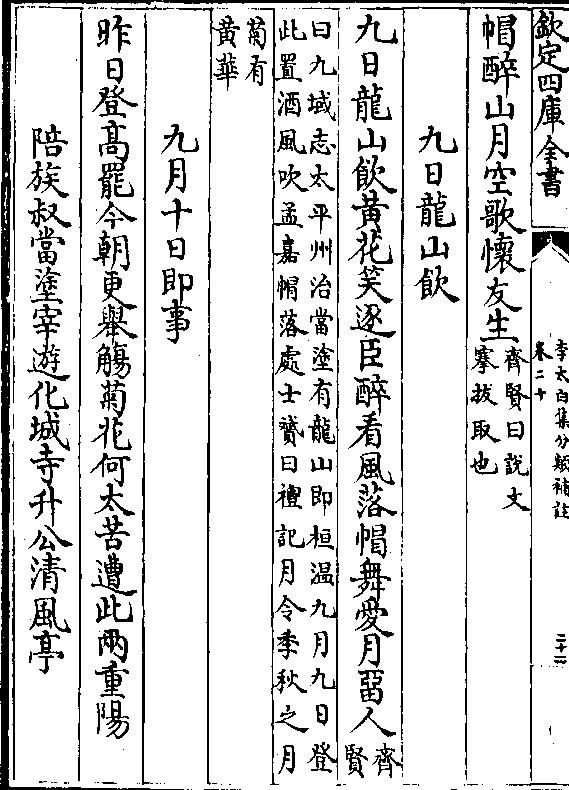 欽定四庫全書
李太白集分類補註
卷二十
二十二
帽醉山月空歌懷友生齊賢曰說文
搴拔取也
九日龍山飲
九日龍山飲黄花笑逐臣醉看風落帽舞愛月留人齊賢
曰九域志太平州治當塗有龍山即桓温九月九日登
此置酒風吹孟嘉帽落處士贇曰禮記月令季秋之月
菊有
黄華
九月十日即事
昨日登髙罷今朝更舉觴菊花何太苦遭此兩重陽
陪族叔當塗宰遊化城寺升公清風亭